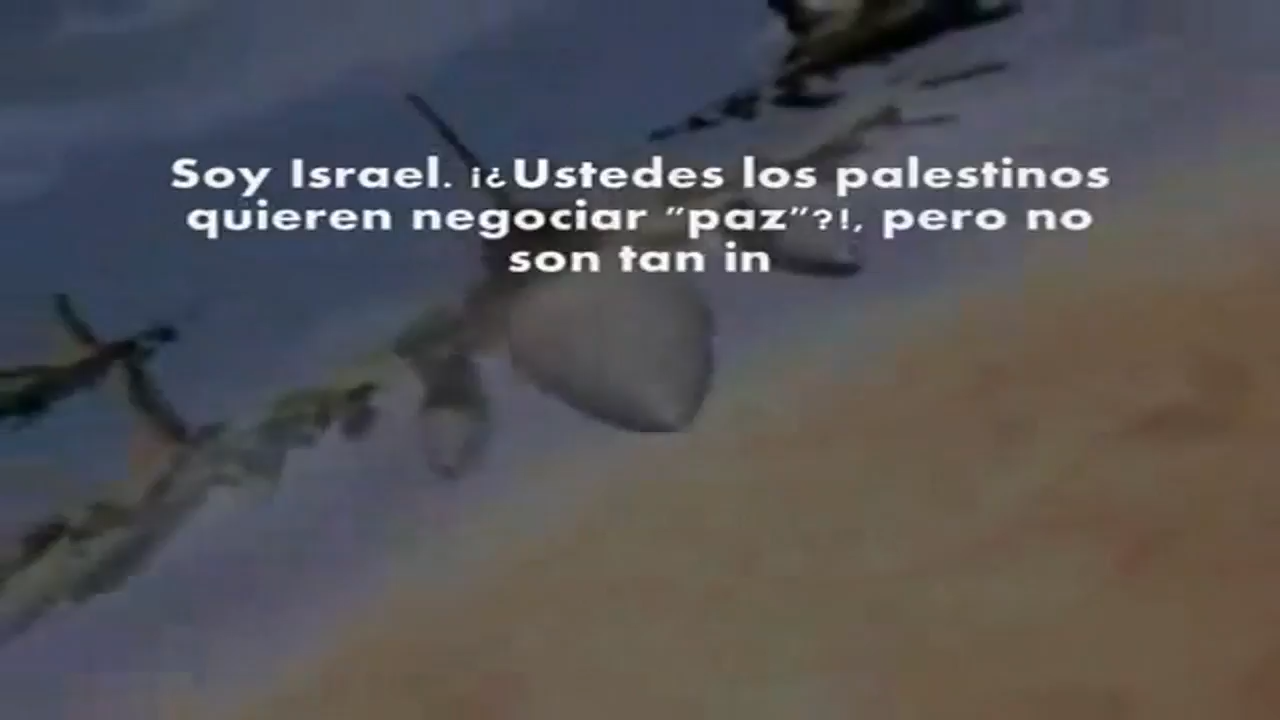 Soy Israel. ¡¿Ustedes los palestinos
quieren negociar "paz"?!, pero no
son tan in